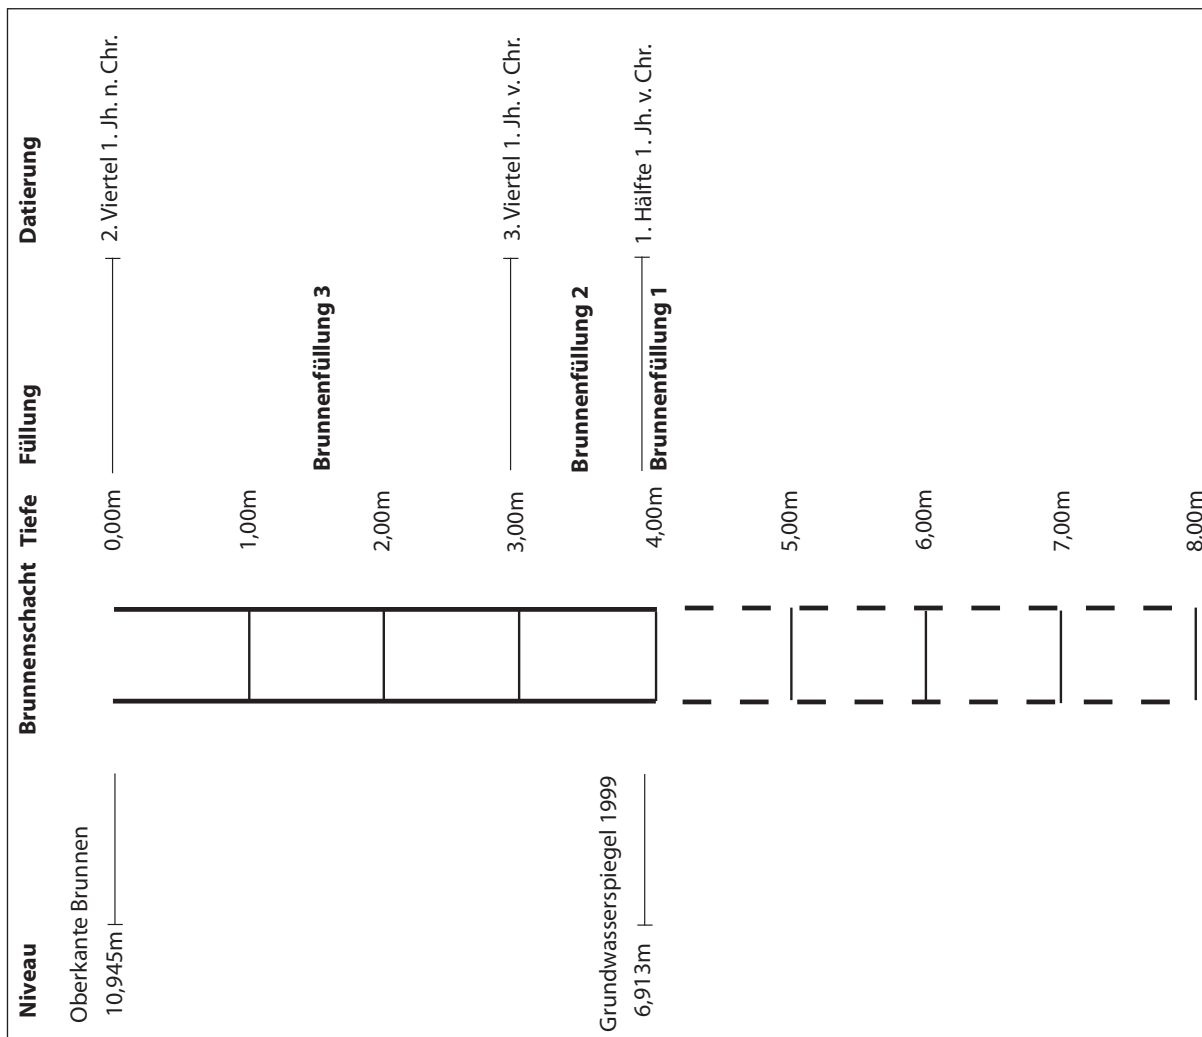 Niveau Brunnenschacht Tiefe Füllung Datierung
Oberkante Brunnen
10,945m
0,00m
2. Viertel 1. Jh. n. Chr.
1,00m
Brunnenfüllung 3
2,00m
3,00m
3. Viertel 1. Jh. v. Chr.
Brunnenfüllung 2
Grundwasserspiegel 1999
6,913m
1. Hälfte 1. Jh. v. Chr.
4,00m
Brunnenfüllung 1
5,00m
6,00m
7,00m
8,00m